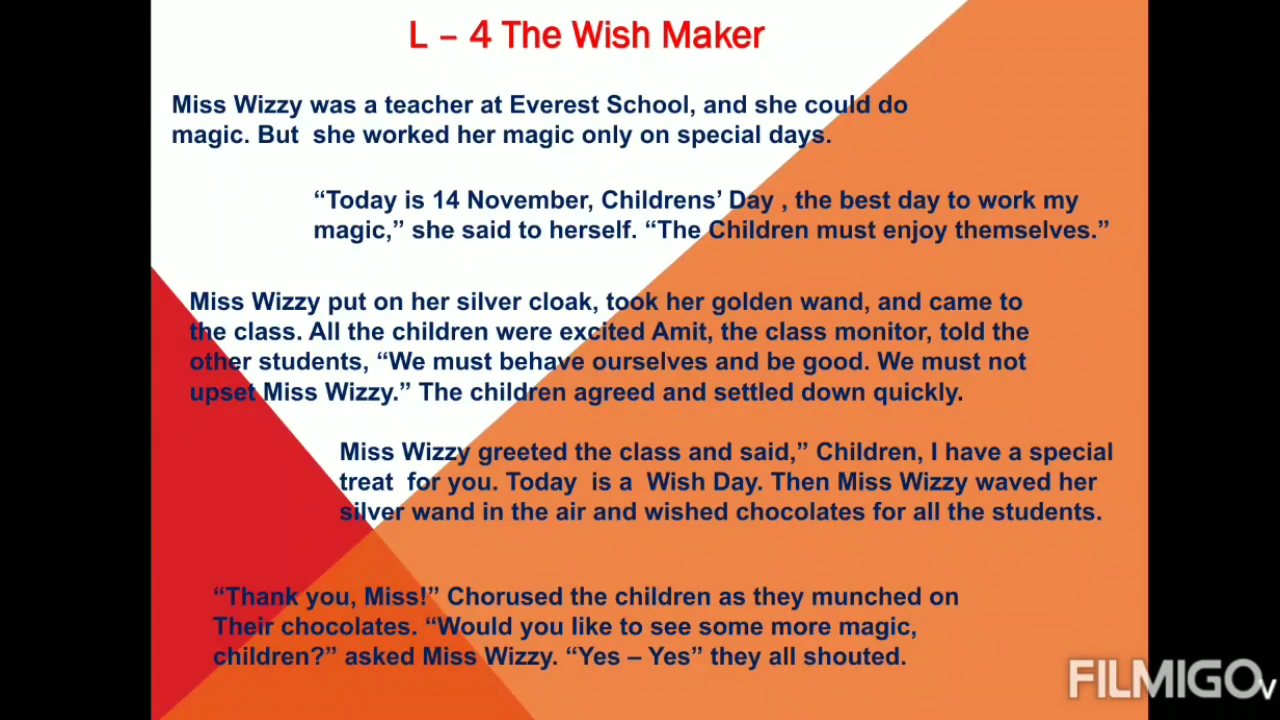 L – 4 The Wish Maker
Miss Wizzy was a teacher at Everest School, and she could do
magic. But  she worked her magic only on special days.
“Today is 14 November, Childrens’ Day , the best day to work my
magic,” she said to herself. “The Children must enjoy themselves.”
Miss Wizzy put on her silver cloak, took her golden wand, and came to
the class. All the children were excited Amit, the class monitor, told the
other students, “We must behave ourselves and be good. We must not
upset Miss Wizzy.” The children agreed and settled down quickly.
Miss Wizzy greeted the class and said,” Children, I have a special
treat  for you. Today  is a  Wish Day. Then Miss Wizzy waved her
silver wand in the air and wished chocolates for all the students.
“Thank you, Miss!” Chorused the children as they munched on
Their chocolates. “Would you like to see some more magic,
children?” asked Miss Wizzy. “Yes – Yes” they all shouted.
FILMIGO